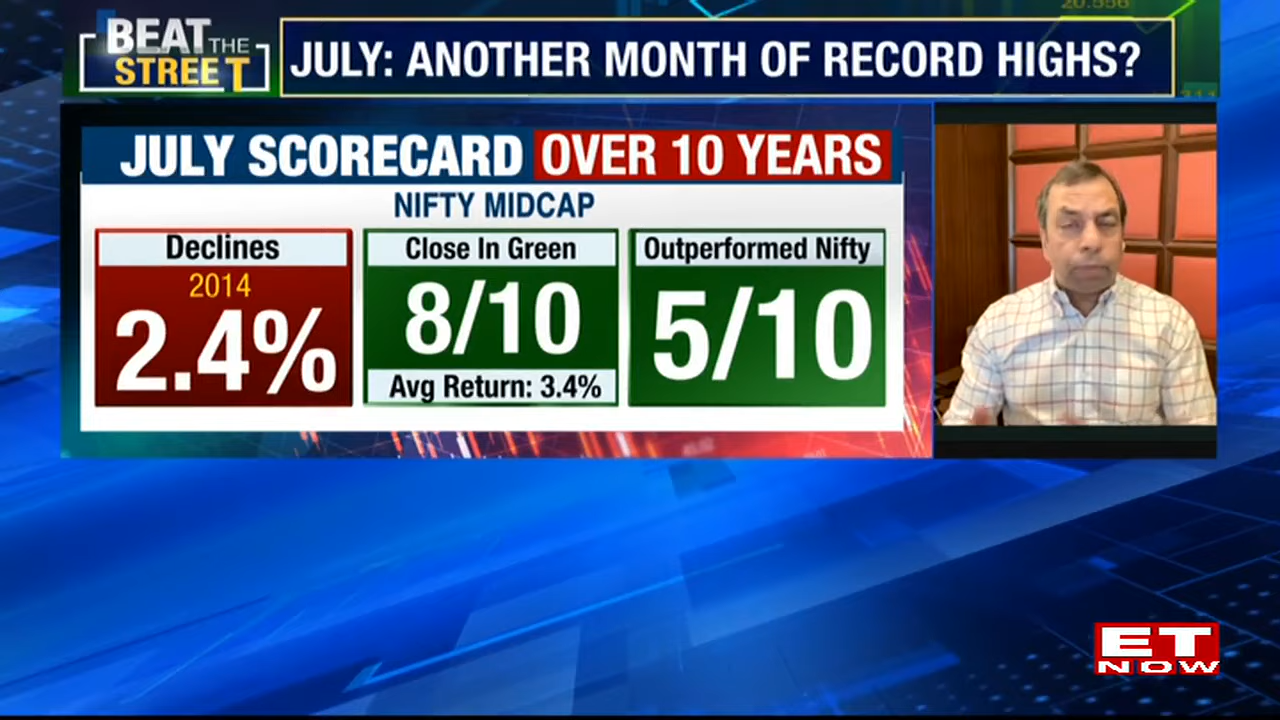 BEAT THE
STREET
JULY: ANOTHER MONTH OF RECORD HIGHS?
JULY SCORECARD OVER 10 YEARS
NIFTY MIDCAP
Declines
2014
2.4%
Close In Green
8/10
Avg Return: 3.4%
Outperformed Nifty
5/10
ET
NOW